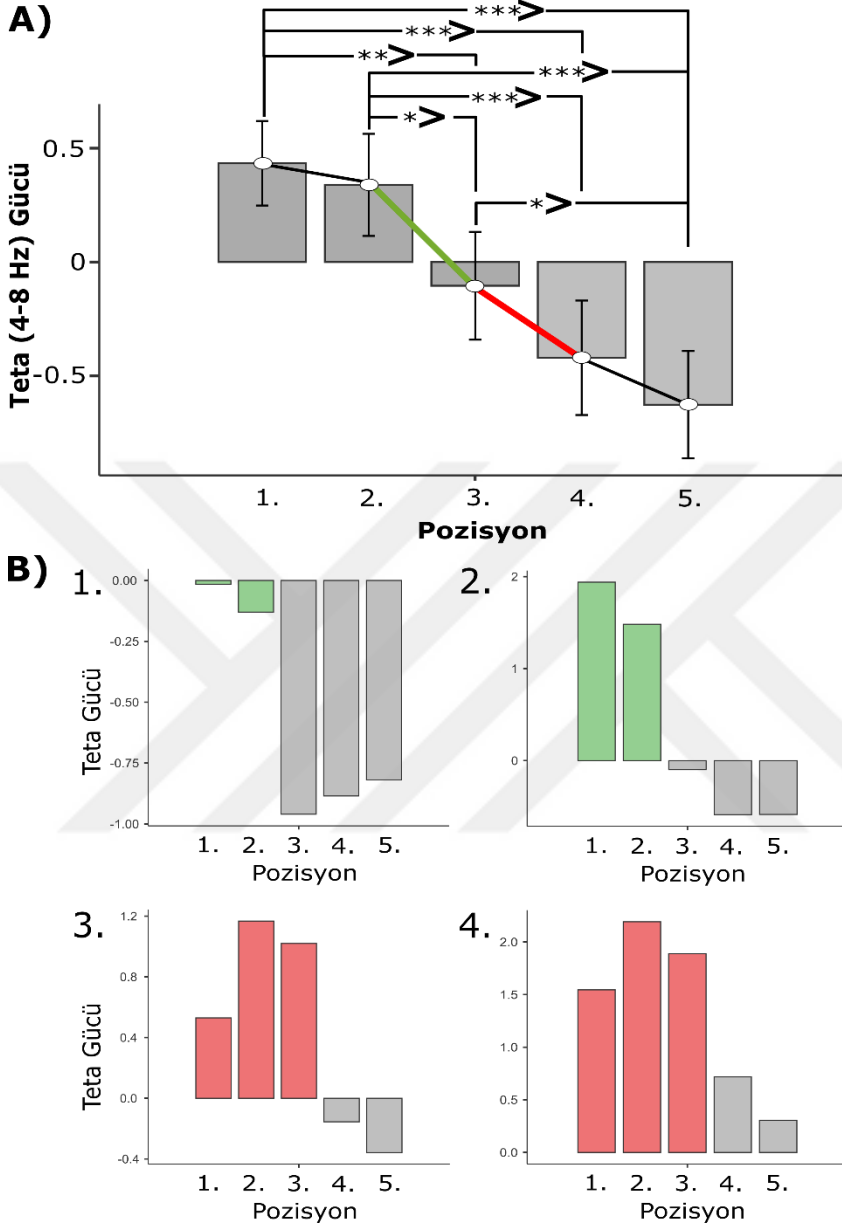 A)
***>
***>
**>
***>
***>
*>
*>
Teta (4-8 Hz) Gücü
0.5
0
-0.5
1. 2. 3. 4. 5.
Pozisyon
B)
1.
Teta Gücü
0.00
-0.25
-0.50
-0.75
-1.00
1. 2. 3. 4. 5.
Pozisyon
2.
2
1
0
1. 2. 3. 4. 5.
Pozisyon
3.
Teta Gücü
1.2
0.8
0.4
0.0
-0.4
1. 2. 3. 4. 5.
Pozisyon
4.
2.0
1.5
1.0
0.5
0.0
1. 2. 3. 4. 5.
Pozisyon